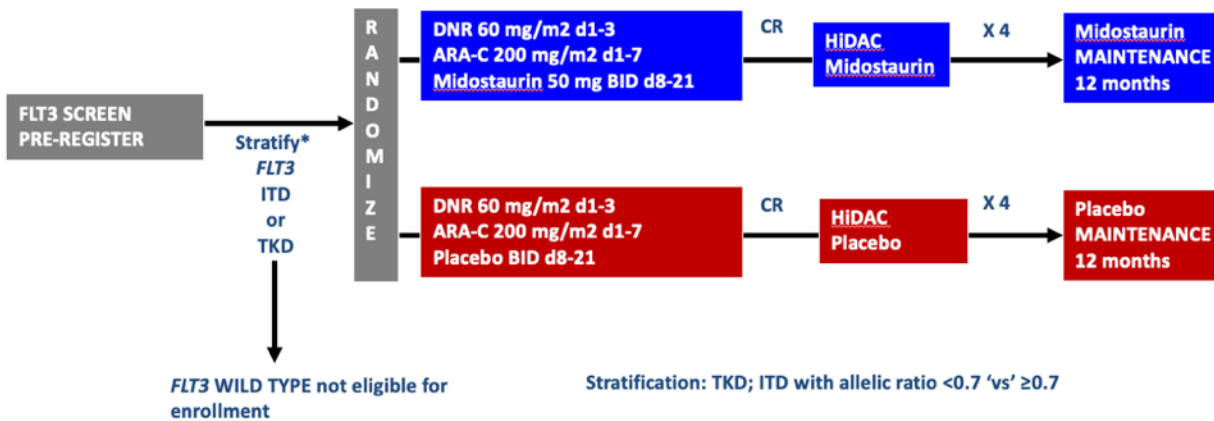 FLT3 SCREEN
PRE-REGISTER
Stratify*
FLT3
ITD
or
TKD
FLT3 WILD TYPE not eligible for
enrollment
R
A
N
D
O
M
I
Z
E
DNR 60 mg/m2 d1-3
ARA-C 200 mg/m2 d1-7
Midostaurin 50 mg BID d8-21
CR
HiDAC
Midostaurin
X 4
Midostaurin
MAINTENANCE
12 months
DNR 60 mg/m2 d1-3
ARA-C 200 mg/m2 d1-7
Placebo BID d8-21
CR
HiDAC
Placebo
X 4
Placebo
MAINTENANCE
12 months
Stratification: TKD; ITD with allelic ratio <0.7 ‘vs’ ≥0.7